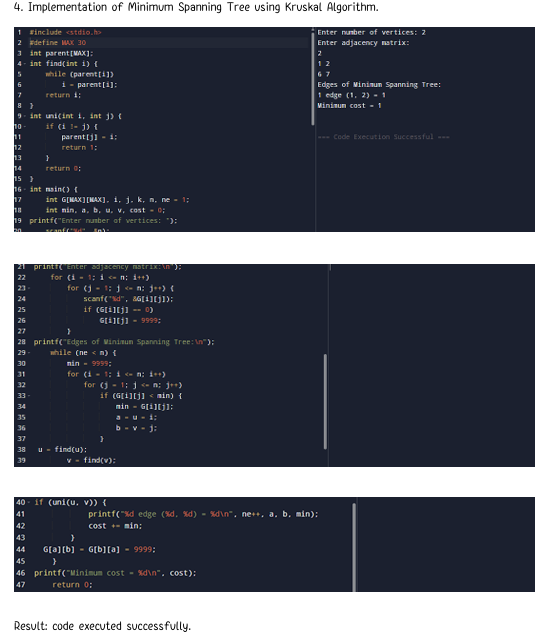 4. Implementation of Minimum Spanning Tree using Kruskal Algorithm.
1 #include <stdio.h>
2 #define MAX 30
3 int parent[MAX];
4 int find(int i) {
5 while (parent[i])
6 i = parent[i];
7 return i;
8 }
9 int uni(int i, int j) {
10 if (i != j) {
11 parent[j] = i;
12 return 1;
13 }
14 return 0;
15 }
16 int main() {
17 int G[MAX][MAX], i, j, k, n, ne = 1;
18 int min, a, b, u, v, cost = 0;
19 printf("Enter number of vertices: ");
20 scanf("%d", &n);
Enter number of vertices: 2
Enter adjacency matrix:
2
1 2
6 7
Edges of Minimum Spanning Tree:
1 edge (1, 2) = 1
Minimum cost = 1
=== Code Execution Successful ===
21 printf("Enter adjacency matrix:\n");
22 for (i = 1; i <= n; i++)
23 for (j = 1; j <= n; j++) {
24 scanf("%d", &G[i][j]);
25 if (G[i][j] == 0)
26 G[i][j] = 9999;
27 }
28 printf("Edges of Minimum Spanning Tree:\n");
29 while (ne < n) {
30 min = 9999;
31 for (i = 1; i <= n; i++)
32 for (j = 1; j <= n; j++)
33 if (G[i][j] < min) {
34 min = G[i][j];
35 a = u = i;
36 b = v = j;
37 }
38 u = find(u);
39 v = find(v);
40 if (uni(u, v)) {
41 printf("%d edge (%d, %d) = %d\n", ne++, a, b, min);
42 cost += min;
43 }
44 G[a][b] = G[b][a] = 9999;
45 }
46 printf("Minimum cost = %d\n", cost);
47 return 0;
Result: code executed successfully.